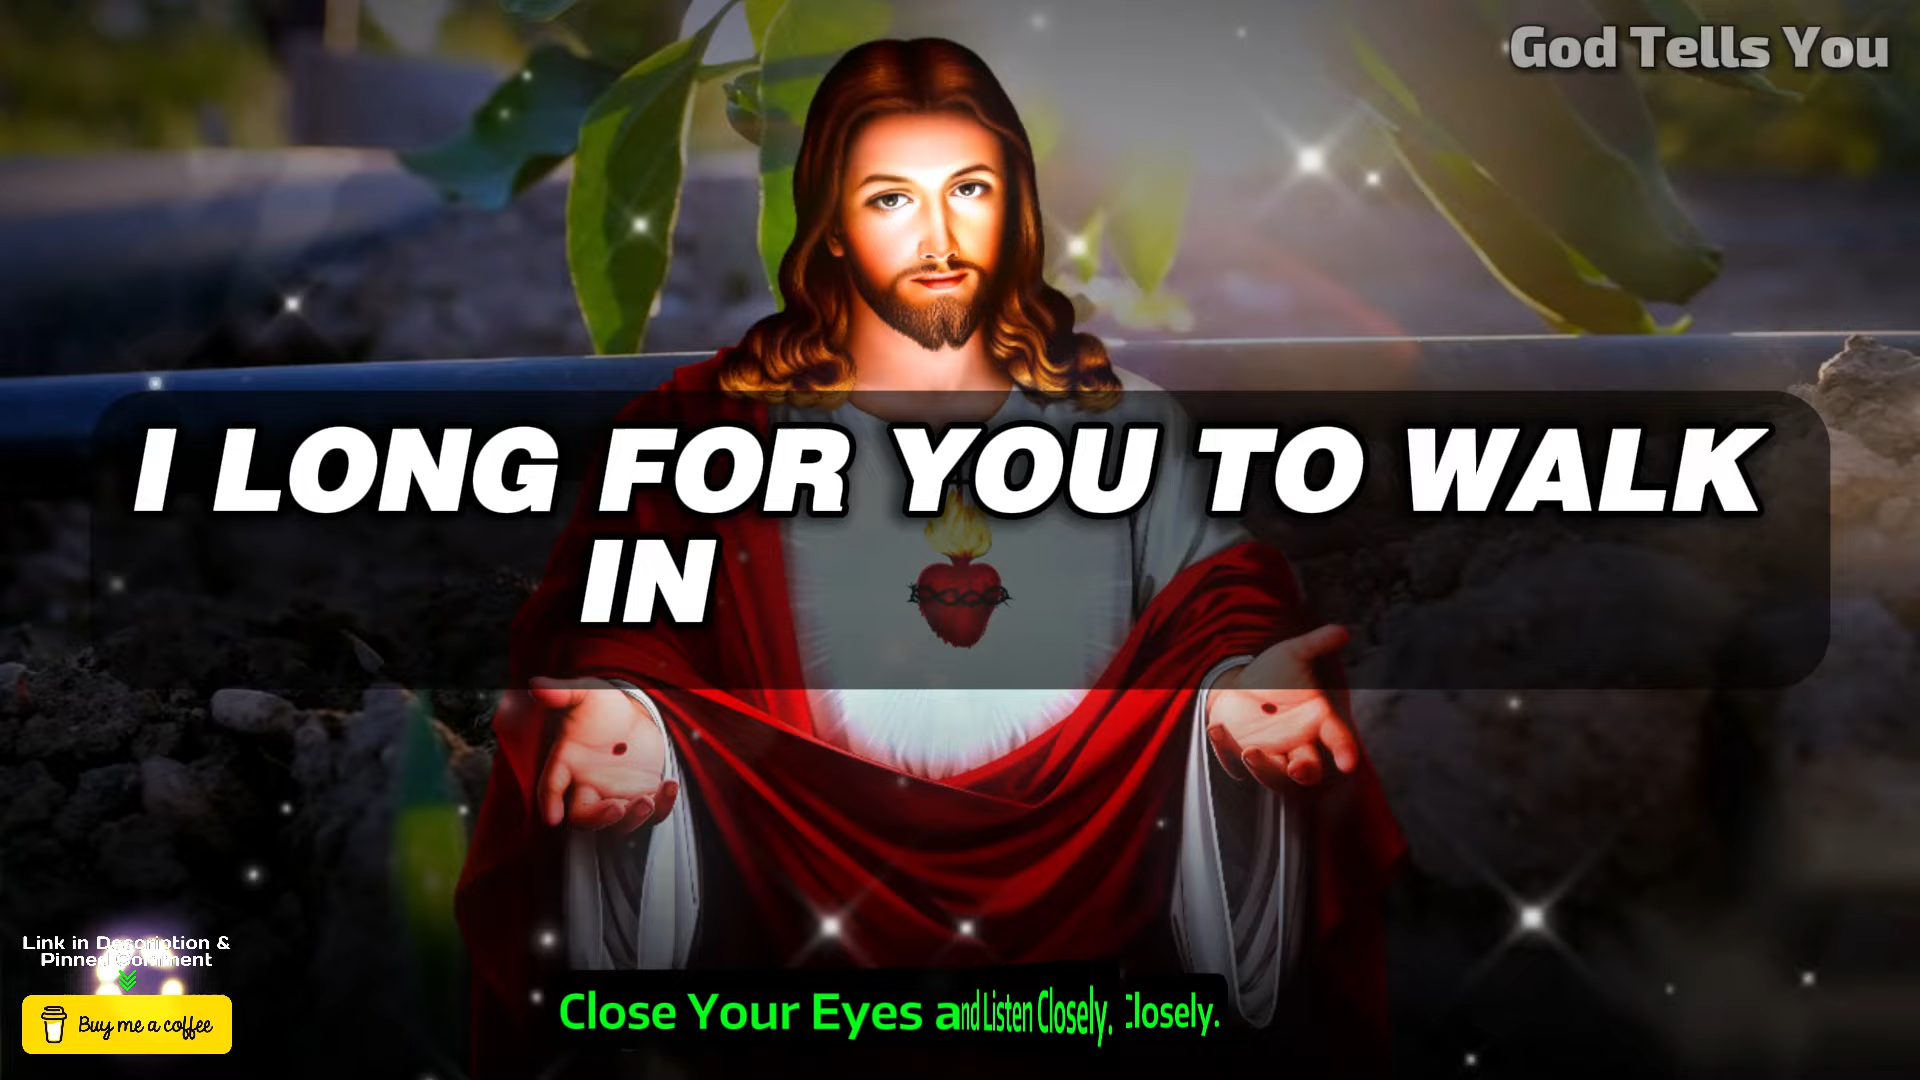 God Tells You
I LONG FOR YOU TO WALK
IN
Link in Description &
Pinned Comment
Buy me a coffee
Close Your Eyes and Listen Closely. Closely.